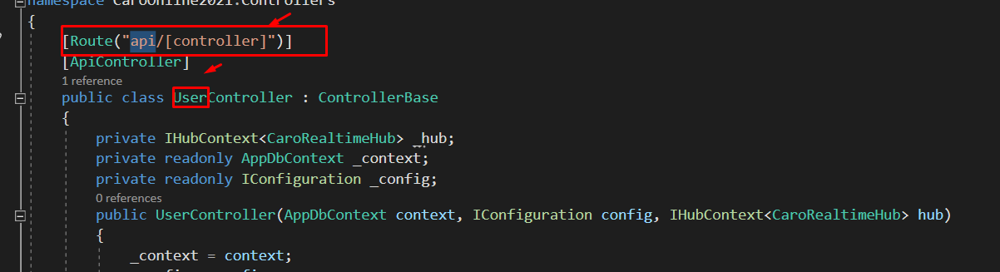 namespace CaroOnline2021.Controllers
{
[Route("api/[controller]")]
[ApiController]
1 reference
public class UserController : ControllerBase
{
private IHubContext<CaroRealtimeHub> _hub;
private readonly AppDbContext _context;
private readonly IConfiguration _config;
0 references
public UserController(AppDbContext context, IConfiguration config, IHubContext<CaroRealtimeHub> hub)
{
_context = context;